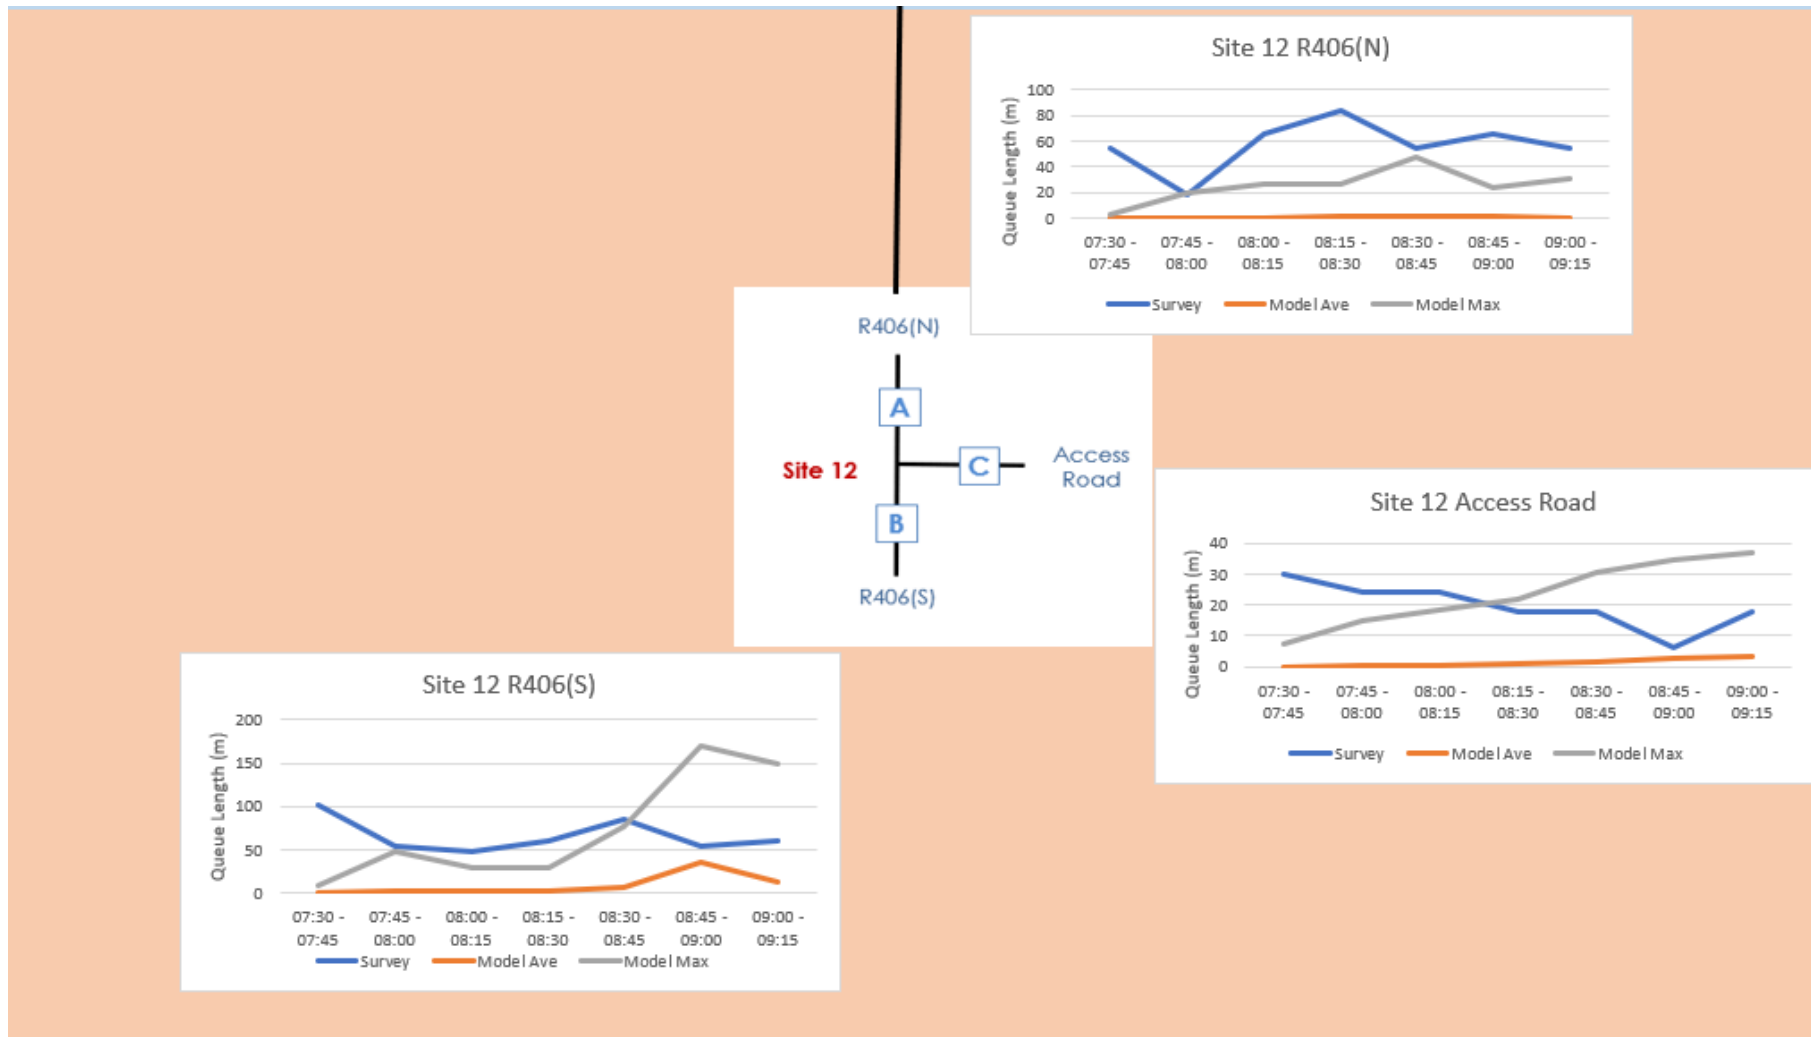 Site 12 R406(N)
Queue Length (m)
100
80
60
40
20
0
07:30 - 07:45 - 08:00 - 08:15 - 08:30 - 08:45 - 09:00 -
07:45 08:00 08:15 08:30 08:45 09:00 09:15
Survey Model Ave Model Max
R406(N)
A
Site 12
C
Access
Road
B
R406(S)
Site 12 Access Road
Queue Length (m)
40
30
20
10
0
07:30 - 07:45 - 08:00 - 08:15 - 08:30 - 08:45 - 09:00 -
07:45 08:00 08:15 08:30 08:45 09:00 09:15
Survey Model Ave Model Max
Site 12 R406(S)
Queue Length (m)
200
150
100
50
0
07:30 - 07:45 - 08:00 - 08:15 - 08:30 - 08:45 - 09:00 -
07:45 08:00 08:15 08:30 08:45 09:00 09:15
Survey Model Ave Model Max